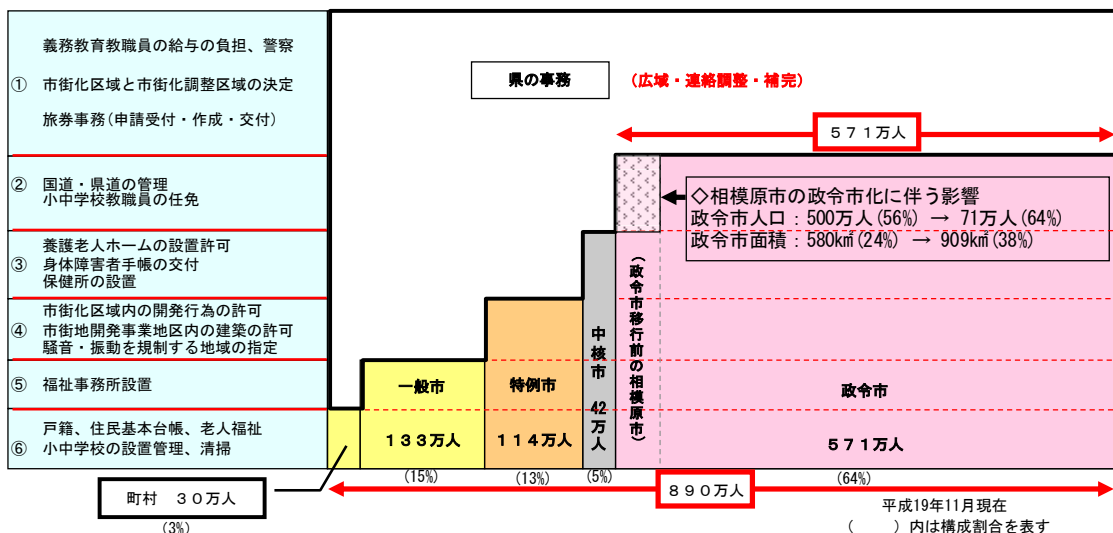 義務教育教職員の給与の負担、警察
① 市街化区域と市街化調整区域の決定
旅券事務(申請受付・作成・交付)
県の事務 (広域・連絡調整・補完)
571万人
② 国道・県道の管理
小中学校教職員の任免
◇相模原市の政令市化に伴う影響
政令市人口:500万人(56%) → 71万人(64%)
政令市面積:580k㎡(24%) → 909k㎡(38%)
養護老人ホームの設置許可
③ 身体障害者手帳の交付
保健所の設置
市街化区域内の開発行為の許可
④ 市街地開発事業地区内の建築の許可
騒音・振動を規制する地域の指定
⑤ 福祉事務所設置
戸籍、住民基本台帳、老人福祉
⑥ 小中学校の設置管理、清掃
一般市
133万人
特例市
114万人
中核市 42万人
(政令市移行前の相模原市)
政令市
571万人
(15%) (13%) (5%) (64%)
町村 30万人
(3%)
890万人
平成19年11月現在
( )内は構成割合を表す